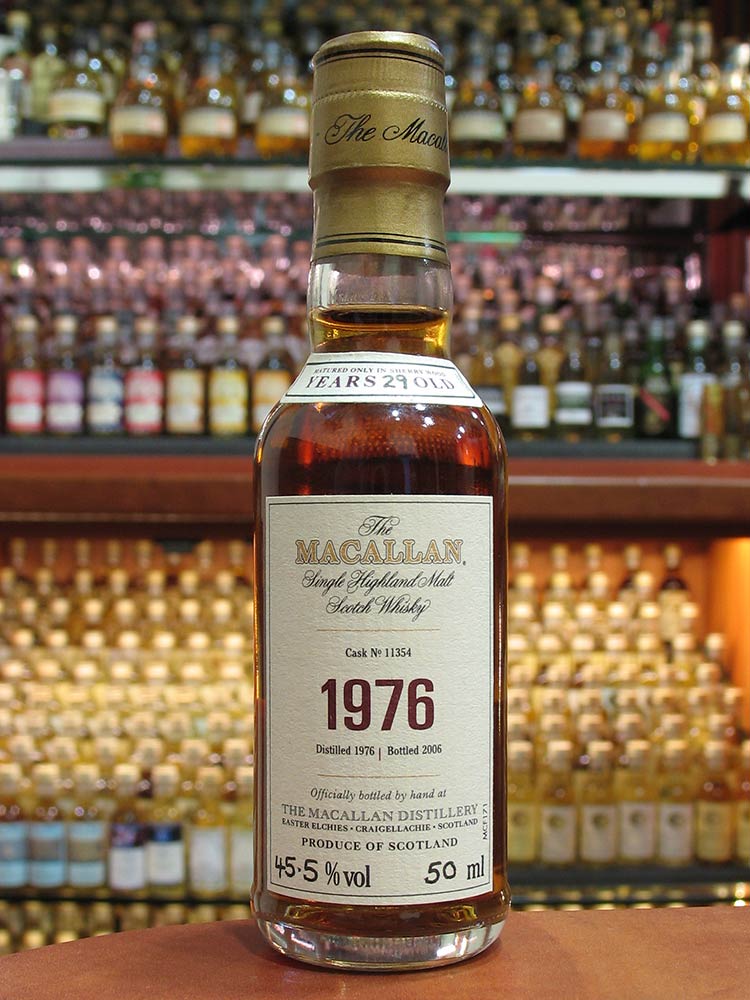 The Macal
MATURED ONLY IN SHERRY WOOD
YEARS 29 OLD
The
MACALLAN
Single Highland Malt
Scotch Whisky
Cask Nº 11354
1976
Distilled 1976 | Bottled 2006
Officially bottled by hand at
THE MACALLAN DISTILLERY
EASTER ELCHIES • CRAIGELLACHIE • SCOTLAND
PRODUCE OF SCOTLAND
45.5 % vol 50 ml
MCF171